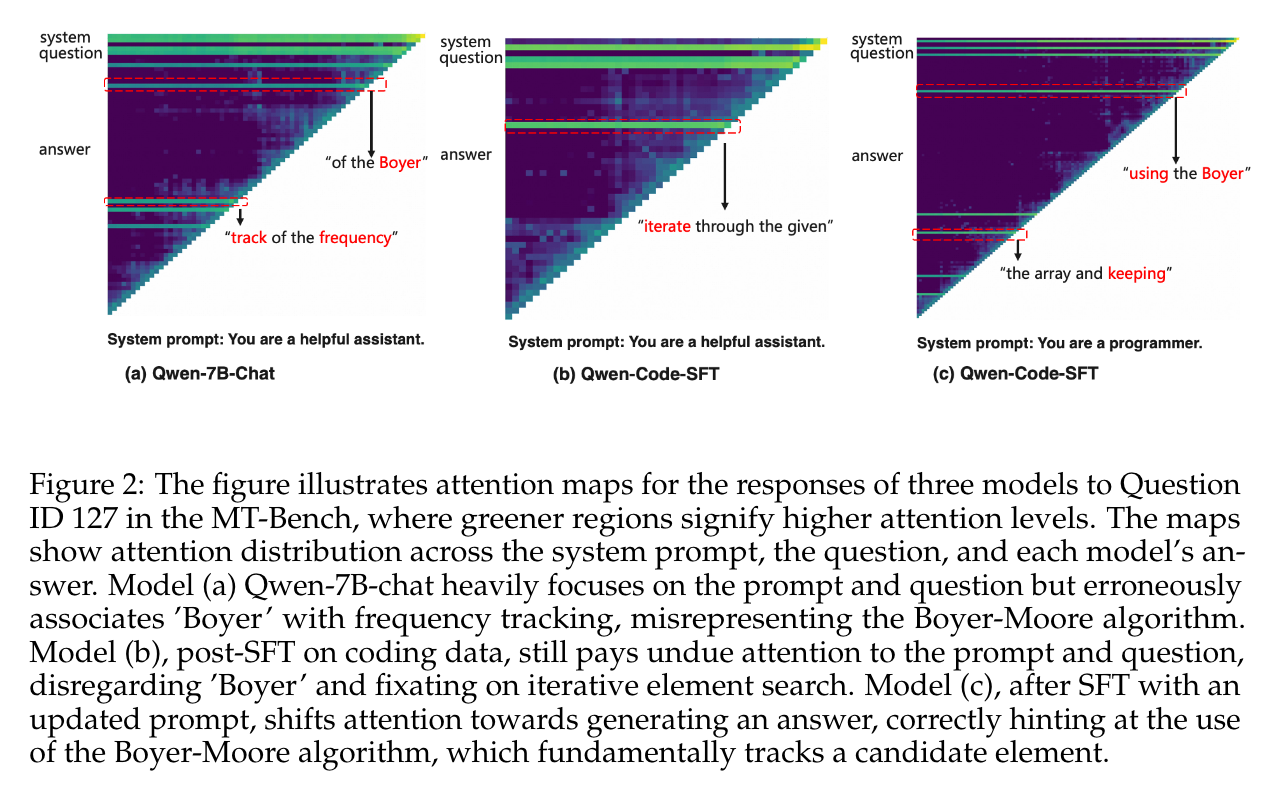 system
question
answer
“of the Boyer”
“track of the frequency”
System prompt: You are a helpful assistant.
(a) Qwen-7B-Chat
system
question
answer
“iterate through the given”
System prompt: You are a helpful assistant.
(b) Qwen-Code-SFT
system
question
answer
“using the Boyer”
“the array and keeping”
System prompt: You are a programmer.
(c) Qwen-Code-SFT
Figure 2: The figure illustrates attention maps for the responses of three models to Question
ID 127 in the MT-Bench, where greener regions signify higher attention levels. The maps
show attention distribution across the system prompt, the question, and each model’s an-
swer. Model (a) Qwen-7B-chat heavily focuses on the prompt and question but erroneously
associates ’Boyer’ with frequency tracking, misrepresenting the Boyer-Moore algorithm.
Model (b), post-SFT on coding data, still pays undue attention to the prompt and question,
disregarding ’Boyer’ and fixating on iterative element search. Model (c), after SFT with an
updated prompt, shifts attention towards generating an answer, correctly hinting at the use
of the Boyer-Moore algorithm, which fundamentally tracks a candidate element.